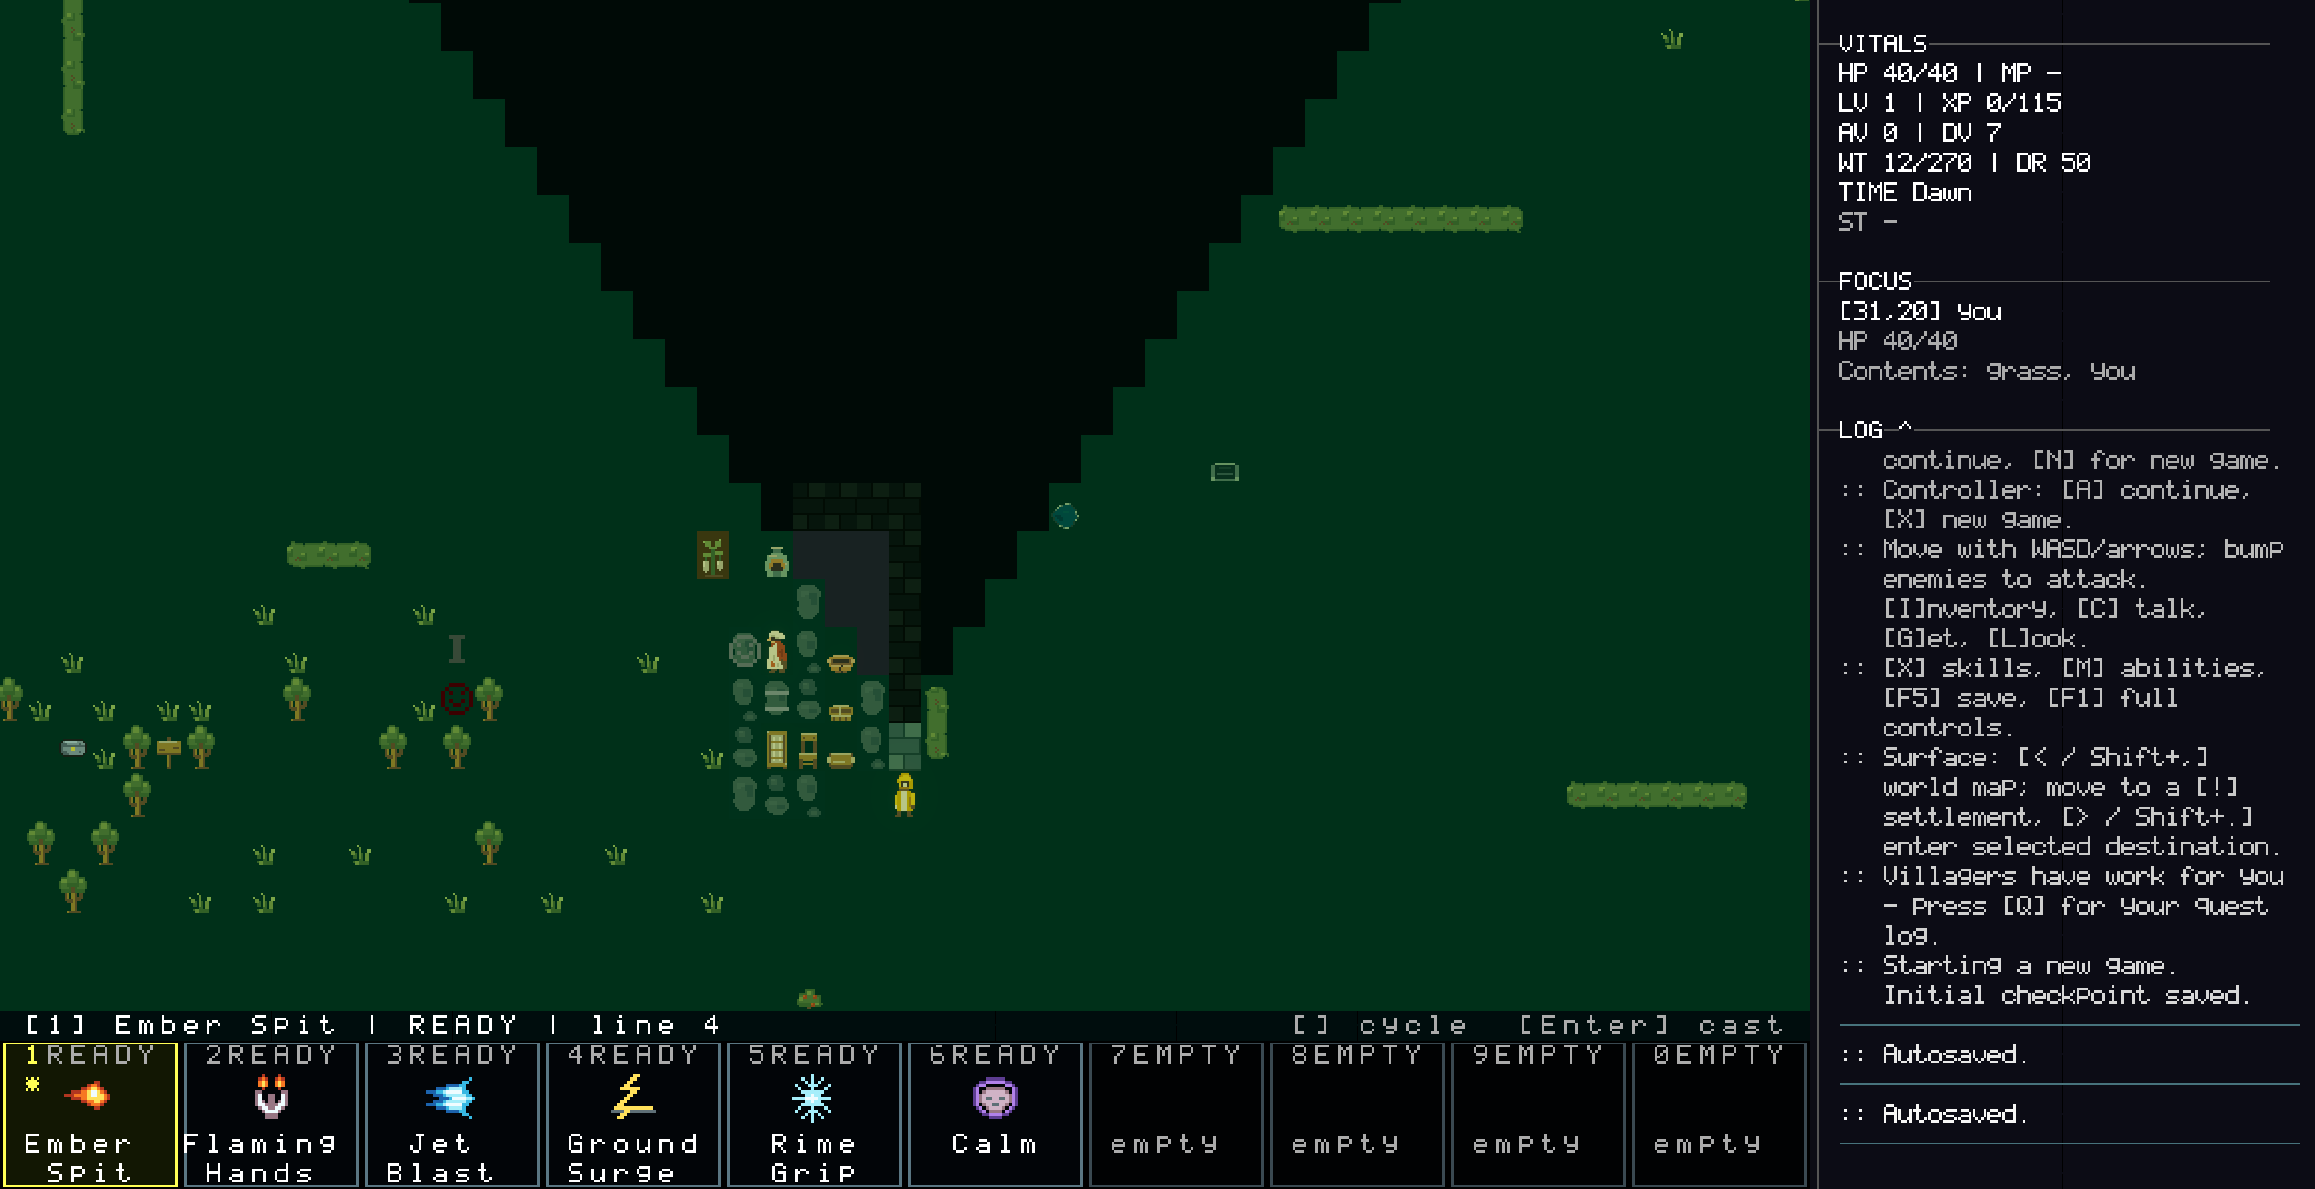 VITALS
HP 40/40 | MP -
LV 1 | XP 0/115
AV 0 | DV 7
WT 12/270 | DR 50
TIME Dawn
ST -
FOCUS
[31,20] you
HP 40/40
Contents: grass, you
LOG ^
continue, [N] for new game.
:: Controller: [A] continue,
[X] new game.
:: Move with WASD/arrows; bump
enemies to attack.
[I]nventory, [C] talk,
[G]et, [L]ook.
:: [X] skills, [M] abilities,
[F5] save, [F1] full
controls.
:: Surface: [< / Shift+,]
world map; move to a [!]
settlement, [> / Shift+.]
enter selected destination.
:: Villagers have work for you
- press [Q] for your quest
log.
:: Starting a new game.
Initial checkpoint saved.
:: Autosaved.
:: Autosaved.
[1] Ember Spit | READY | line 4
[] cycle [Enter] cast
1READY
* Ember
Spit
2READY
Flaming
Hands
3READY
Jet
Blast
4READY
Ground
Surge
5READY
Rime
Grip
6READY
Calm
7EMPTY
empty
8EMPTY
empty
9EMPTY
empty
0EMPTY
empty